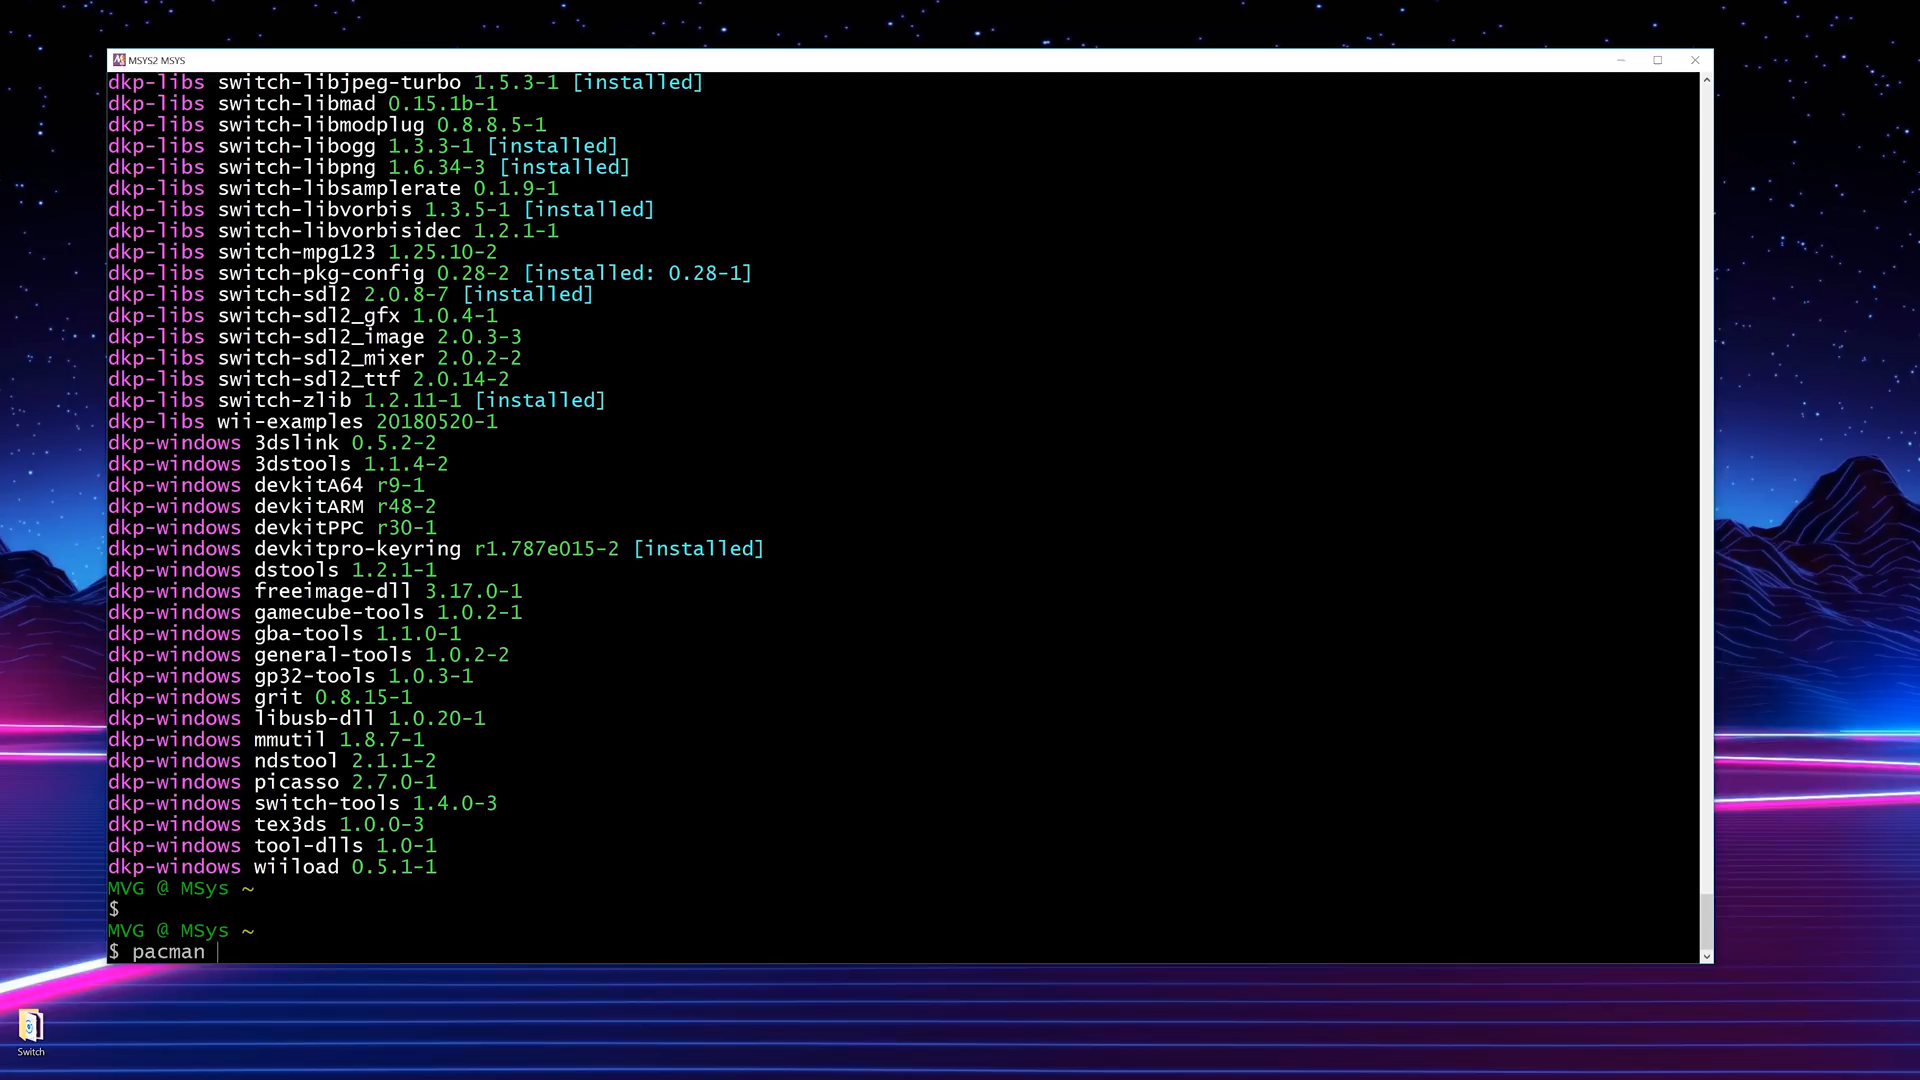 MSYS2 MSYS
dkp-libs switch-libjpeg-turbo 1.5.3-1 [installed]
dkp-libs switch-libmad 0.15.1b-1
dkp-libs switch-libmodplug 0.8.8.5-1
dkp-libs switch-libogg 1.3.3-1 [installed]
dkp-libs switch-libpng 1.6.34-3 [installed]
dkp-libs switch-libsamplerate 0.1.9-1
dkp-libs switch-libvorbis 1.3.5-1 [installed]
dkp-libs switch-libvorbisidec 1.2.1-1
dkp-libs switch-mpg123 1.25.10-2
dkp-libs switch-pkg-config 0.28-2 [installed: 0.28-1]
dkp-libs switch-sdl2 2.0.8-7 [installed]
dkp-libs switch-sdl2_gfx 1.0.4-1
dkp-libs switch-sdl2_image 2.0.3-3
dkp-libs switch-sdl2_mixer 2.0.2-2
dkp-libs switch-sdl2_ttf 2.0.14-2
dkp-libs switch-zlib 1.2.11-1 [installed]
dkp-libs wii-examples 20180520-1
dkp-windows 3dslink 0.5.2-2
dkp-windows 3dstools 1.1.4-2
dkp-windows devkitA64 r9-1
dkp-windows devkitARM r48-2
dkp-windows devkitPPC r30-1
dkp-windows devkitpro-keyring r1.787e015-2 [installed]
dkp-windows dstools 1.2.1-1
dkp-windows freeimage-dll 3.17.0-1
dkp-windows gamecube-tools 1.0.2-1
dkp-windows gba-tools 1.1.0-1
dkp-windows general-tools 1.0.2-2
dkp-windows gp32-tools 1.0.3-1
dkp-windows grit 0.8.15-1
dkp-windows libusb-dll 1.0.20-1
dkp-windows mmutil 1.8.7-1
dkp-windows ndstool 2.1.1-2
dkp-windows picasso 2.7.0-1
dkp-windows switch-tools 1.4.0-3
dkp-windows tex3ds 1.0.0-3
dkp-windows tool-dlls 1.0-1
dkp-windows wiiload 0.5.1-1
MVG @ MSys ~
$
MVG @ MSys ~
$ pacman
Switch